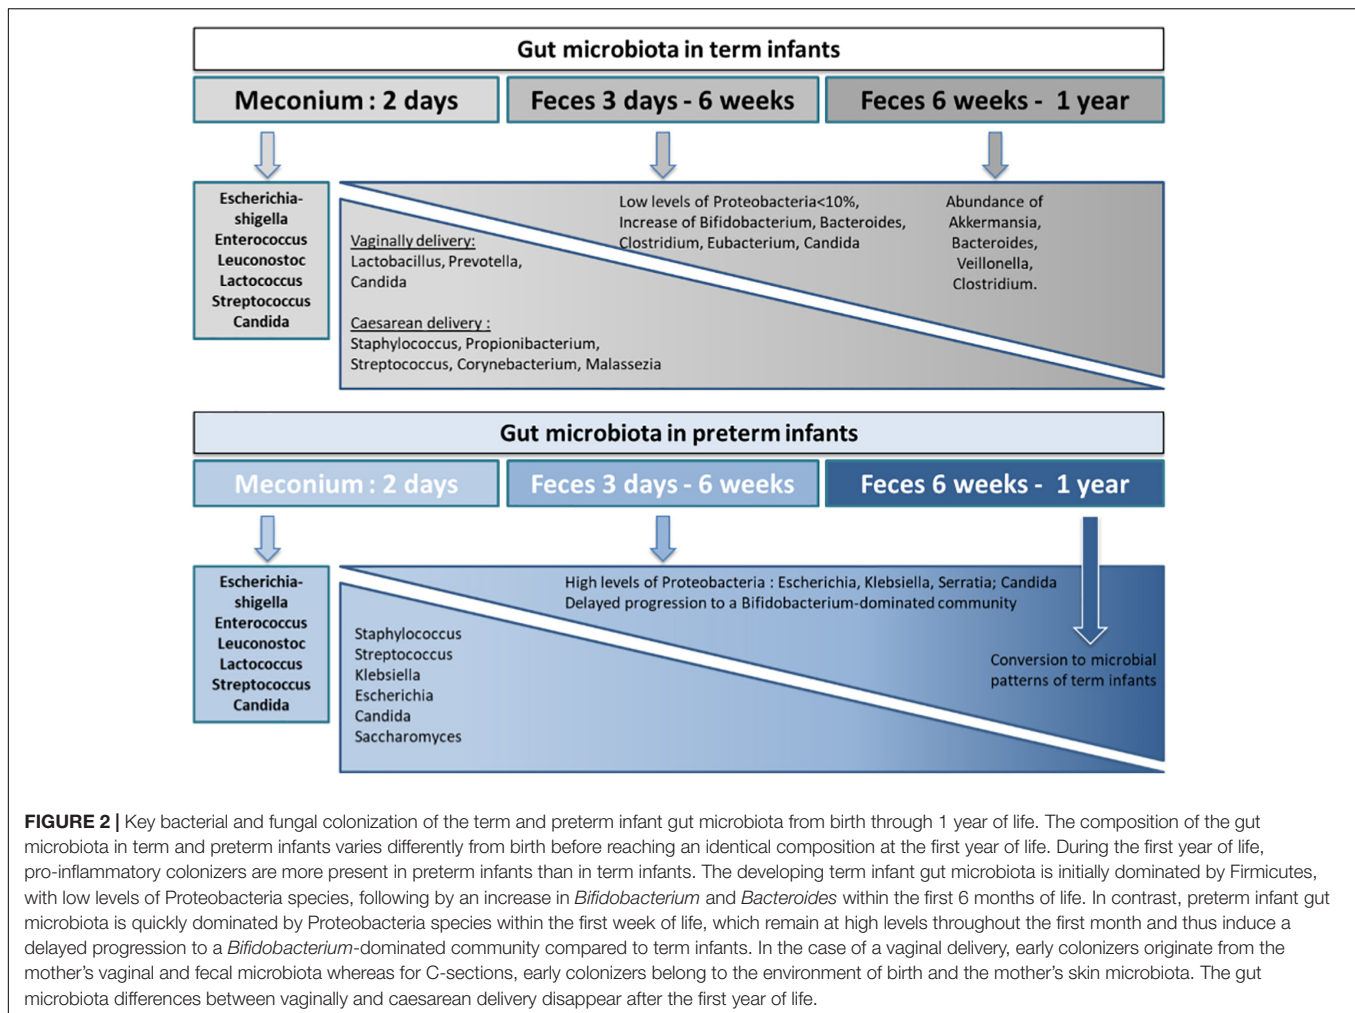 Gut microbiota in term infants
Meconium : 2 days
Feces 3 days - 6 weeks
Feces 6 weeks - 1 year
Escherichia-
shigella
Enterococcus
Leuconostoc
Lactococcus
Streptococcus
Candida
Vaginally delivery:
Lactobacillus, Prevotella,
Candida
Caesarean delivery :
Staphylococcus, Propionibacterium,
Streptococcus, Corynebacterium, Malassezia
Low levels of Proteobacteria<10%,
Increase of Bifidobacterium, Bacteroides,
Clostridium, Eubacterium, Candida
Abundance of
Akkermansia,
Bacteroides,
Veillonella,
Clostridium.
Gut microbiota in preterm infants
Meconium : 2 days
Feces 3 days - 6 weeks
Feces 6 weeks - 1 year
Escherichia-
shigella
Enterococcus
Leuconostoc
Lactococcus
Streptococcus
Candida
Staphylococcus
Streptococcus
Klebsiella
Escherichia
Candida
Saccharomyces
High levels of Proteobacteria : Escherichia, Klebsiella, Serratia; Candida
Delayed progression to a Bifidobacterium-dominated community
Conversion to microbial
patterns of term infants
FIGURE 2 | Key bacterial and fungal colonization of the term and preterm infant gut microbiota from birth through 1 year of life. The composition of the gut
microbiota in term and preterm infants varies differently from birth before reaching an identical composition at the first year of life. During the first year of life,
pro-inflammatory colonizers are more present in preterm infants than in term infants. The developing term infant gut microbiota is initially dominated by Firmicutes,
with low levels of Proteobacteria species, following by an increase in Bifidobacterium and Bacteroides within the first 6 months of life. In contrast, preterm infant gut
microbiota is quickly dominated by Proteobacteria species within the first week of life, which remain at high levels throughout the first month and thus induce a
delayed progression to a Bifidobacterium-dominated community compared to term infants. In the case of a vaginal delivery, early colonizers originate from the
mother's vaginal and fecal microbiota whereas for C-sections, early colonizers belong to the environment of birth and the mother's skin microbiota. The gut
microbiota differences between vaginally and caesarean delivery disappear after the first year of life.